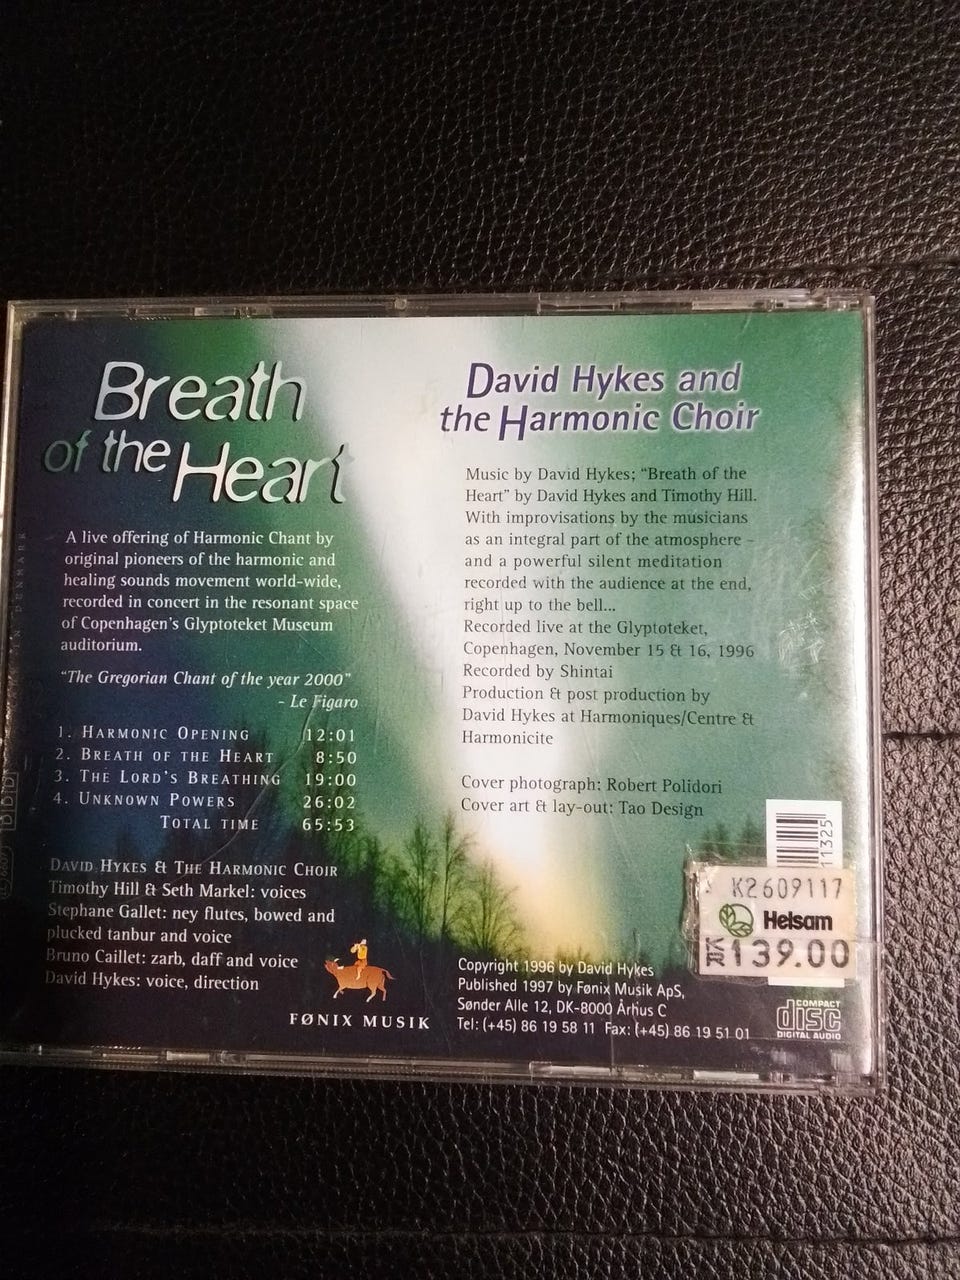 Breath
of the Heart
A live offering of Harmonic Chant by
original pioneers of the harmonic and
healing sounds movement world-wide,
recorded in concert in the resonant space
of Copenhagen's Glyptoteket Museum
auditorium.
"The Gregorian Chant of the year 2000"
- Le Figaro
1. Harmonic Opening 12:01
2. Breath of the Heart 8:50
3. The Lord's Breathing 19:00
4. Unknown Powers 26:02
Total time 65:53
David Hykes & The Harmonic Choir
Timothy Hill & Seth Markel: voices
Stephane Gallet: ney flutes, bowed and
plucked tanbur and voice
Bruno Caillet: zarb, daff and voice
David Hykes: voice, direction
FØNIX MUSIK
David Hykes and
the Harmonic Choir
Music by David Hykes; "Breath of the
Heart" by David Hykes and Timothy Hill.
With improvisations by the musicians
as an integral part of the atmosphere -
and a powerful silent meditation
recorded with the audience at the end,
right up to the bell...
Recorded live at the Glyptoteket,
Copenhagen, November 15 & 16, 1996
Recorded by Shintai
Production & post production by
David Hykes at Harmoniques/Centre &
Harmonicite
Cover photograph: Robert Polidori
Cover art & lay-out: Tao Design
Copyright 1996 by David Hykes
Published 1997 by Fønix Musik ApS,
Sønder Alle 12, DK-8000 Århus C
Tel: (+45) 86 19 58 11 Fax: (+45) 86 19 51 01
11325
K2609117
Helsam
KR 139.00
COMPACT
disc
DIGITAL AUDIO
DDD